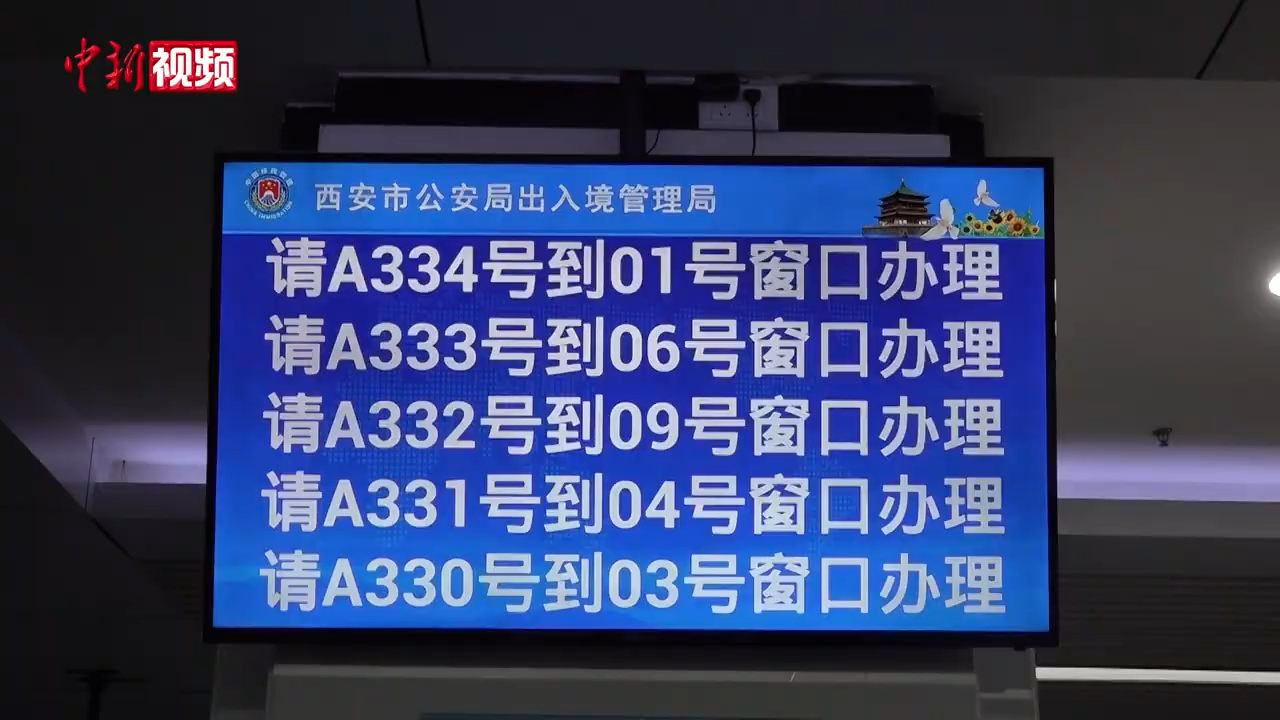 中新视频
西安市公安局出入境管理局
请A334号到01号窗口办理
请A333号到06号窗口办理
请A332号到09号窗口办理
请A331号到04号窗口办理
请A330号到03号窗口办理